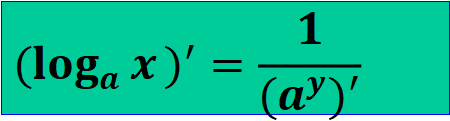 (logₐ x)′ = 1 / (aʸ)′